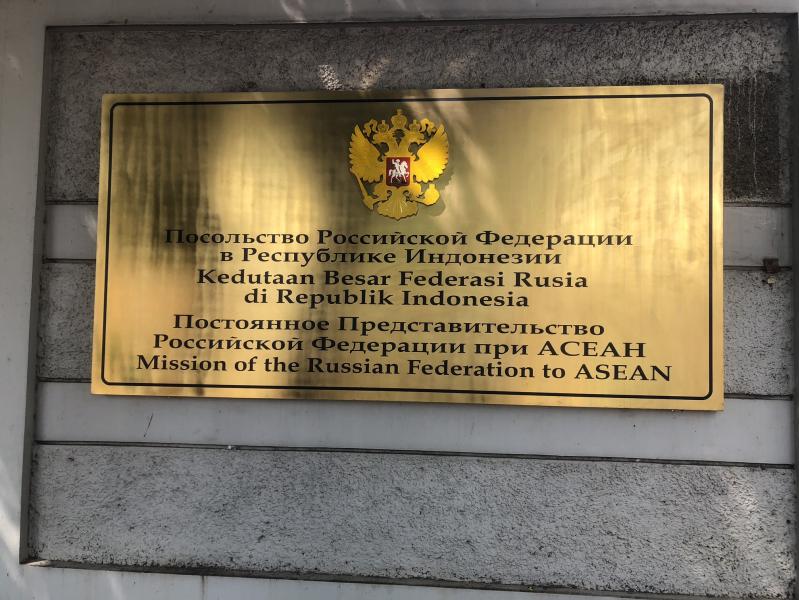 Посольство Российской Федерации
в Республике Индонезии
Kedutaan Besar Federasi Rusia
di Republik Indonesia
Постоянное Представительство
Российской Федерации при АСЕАН
Mission of the Russian Federation to ASEAN